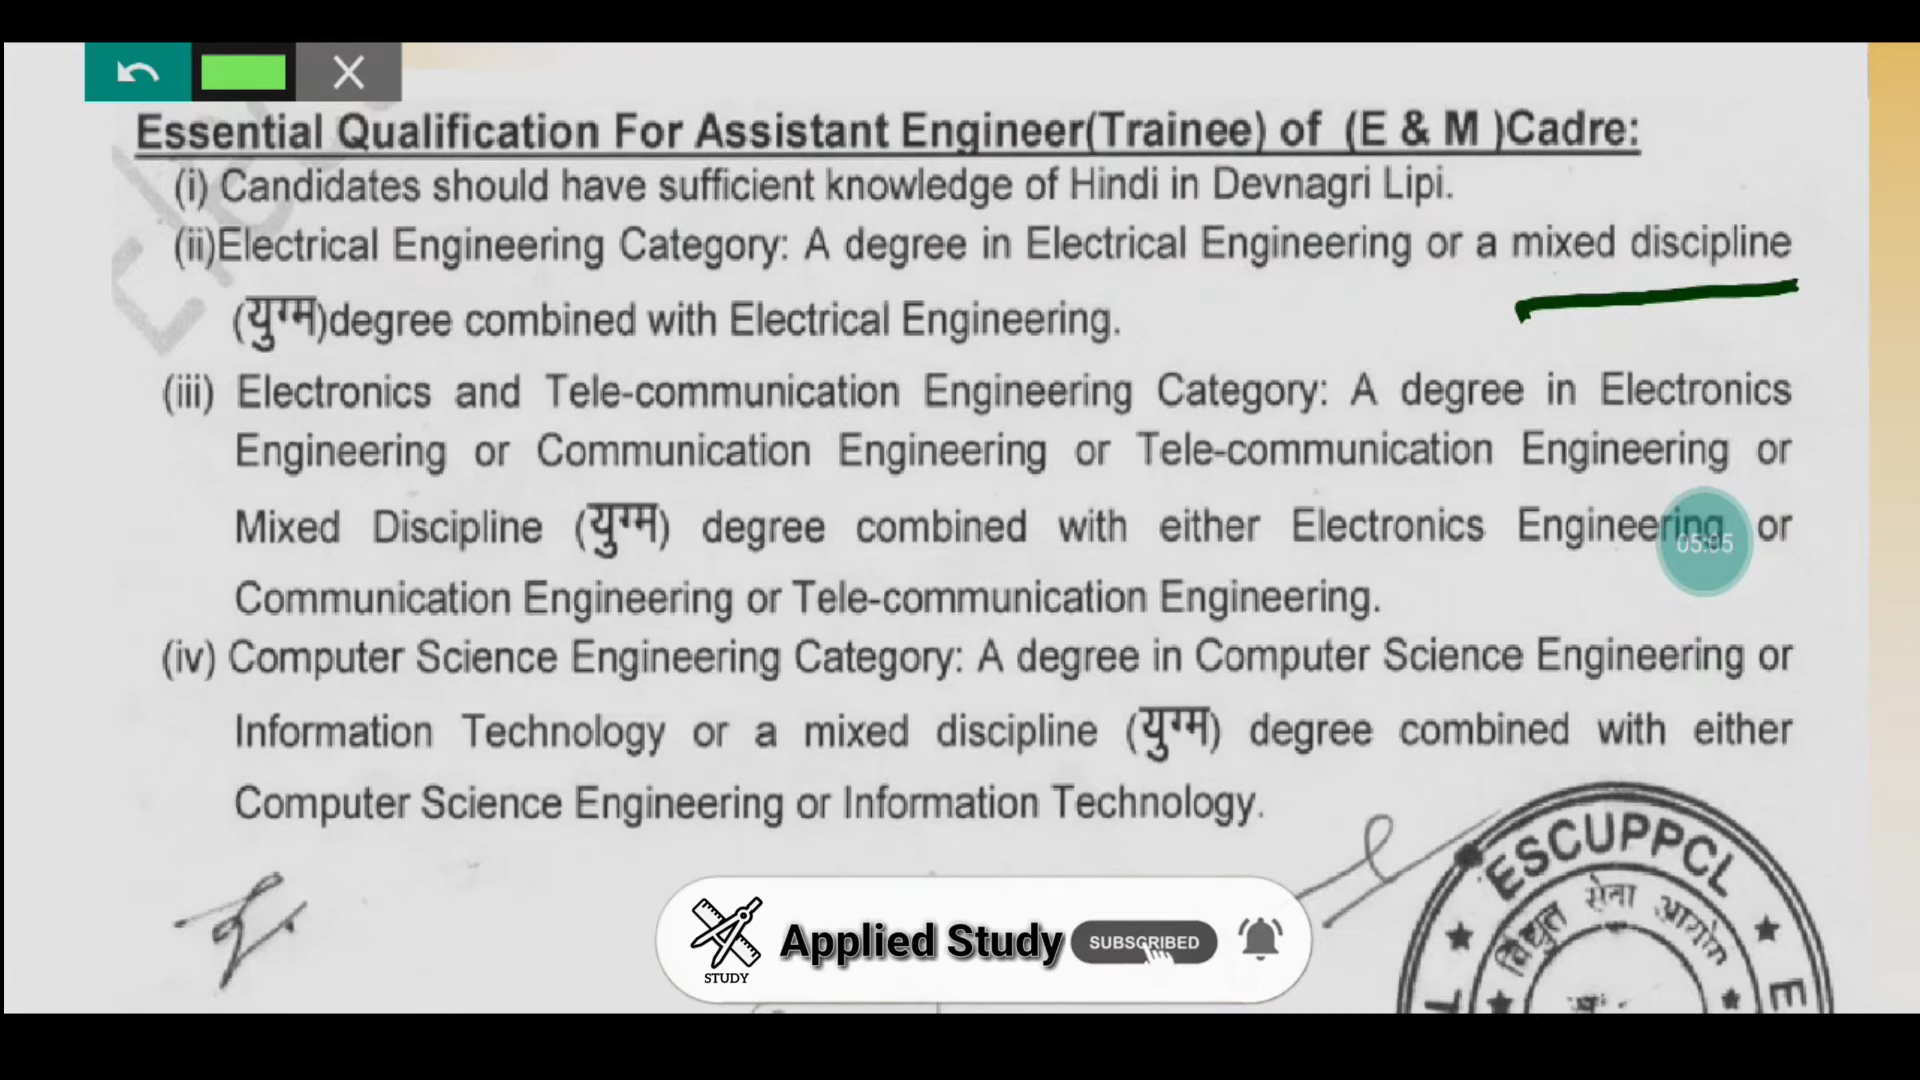 Essential Qualification For Assistant Engineer(Trainee) of (E & M )Cadre:
(i) Candidates should have sufficient knowledge of Hindi in Devnagri Lipi.
(ii)Electrical Engineering Category: A degree in Electrical Engineering or a mixed discipline
(युग्म)degree combined with Electrical Engineering.
(iii) Electronics and Tele-communication Engineering Category: A degree in Electronics
Engineering or Communication Engineering or Tele-communication Engineering or
Mixed Discipline (युग्म) degree combined with either Electronics Engineering or
05:05
Communication Engineering or Tele-communication Engineering.
(iv) Computer Science Engineering Category: A degree in Computer Science Engineering or
Information Technology or a mixed discipline (युग्म) degree combined with either
Computer Science Engineering or Information Technology.
ESCUPPCL
विद्युत सेवा आयोग
STUDY
Applied Study
SUBSCRIBED